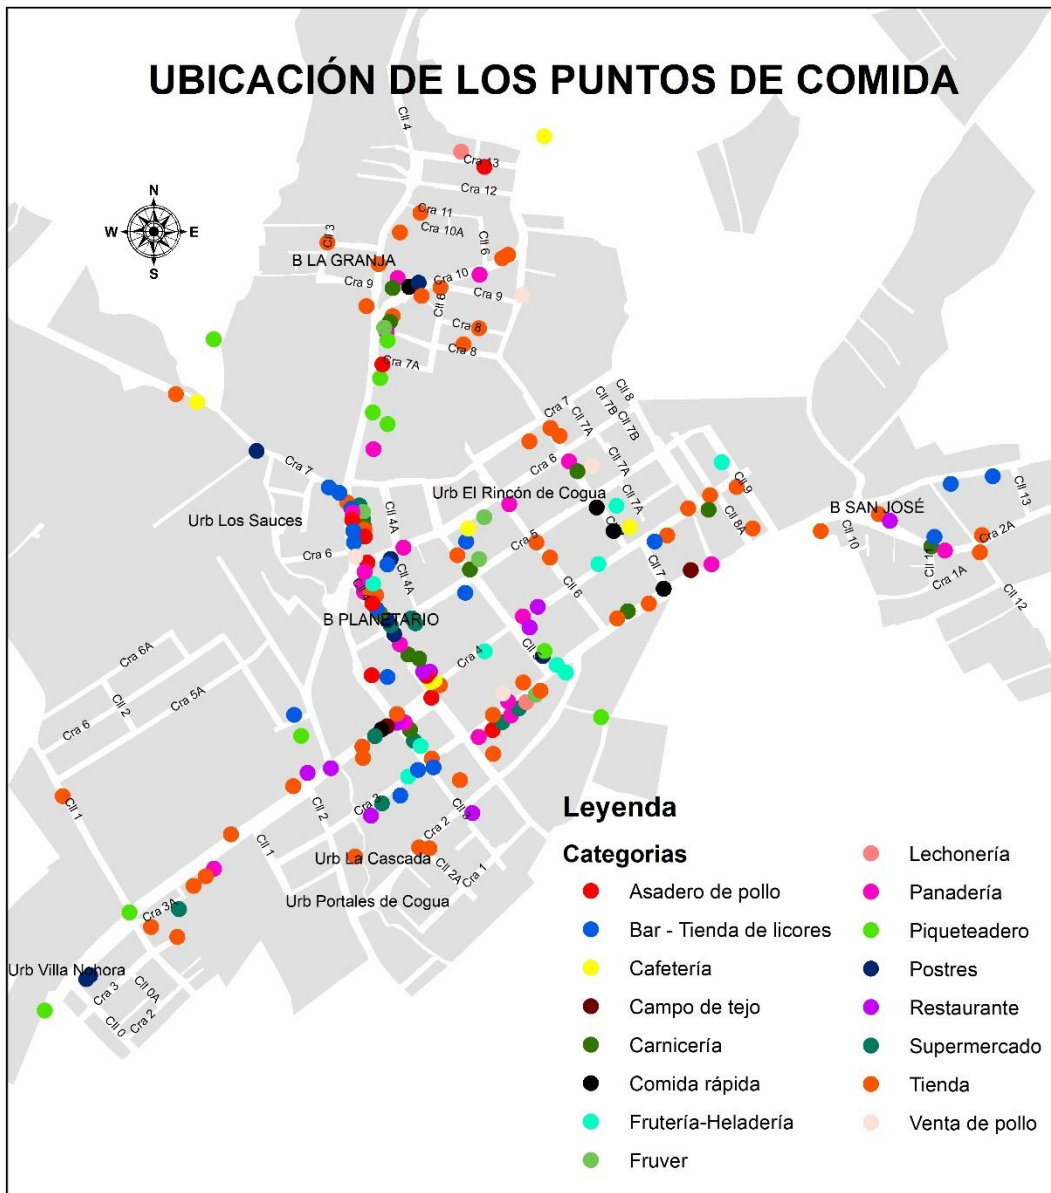 UBICACIÓN DE LOS PUNTOS DE COMIDA
Cll 4
Cra 13
Cra 12
N
W
E
S
Cra 11
Cra 10A
Cll 3
Cll 6
B LA GRANJA
Cra 10
Cra 9
Cra 9
Cll 6
Cra 8
Cra 8
Cra 7A
Cll 8
Cll 7B
Cra 7
Cll 7A
Cll 7B
Cra 6
Cll 7A
Cra 7
Urb El Rincón de Cogua
Cll 7A
Cll 9
Cll 13
B SAN JOSÉ
Urb Los Sauces
Cll 4A
Cll 8A
Cra 5
Cll 10
Cra 2A
Cra 6
Cll 4A
Cll 7
Cll 11
Cra 1A
Cll 6
Cll 12
B PLANETARIO
Cra 4
Cll 5
Cra 6A
Cra 5A
Cll 2
Cra 6
Cll 1
Cll 2
Cra 3
Cll 3
Cra 2
Cll 1
Urb La Cascada
Cll 2A
Cra 1
Urb Portales de Cogua
Cra 3A
Urb Villa Nohora
Cra 3
Cll 0A
Cll 0
Cra 2
Leyenda
Categorias
Asadero de pollo
Bar - Tienda de licores
Cafetería
Campo de tejo
Carnicería
Comida rápida
Frutería-Heladería
Fruver
Lechonería
Panadería
Piqueteadero
Postres
Restaurante
Supermercado
Tienda
Venta de pollo